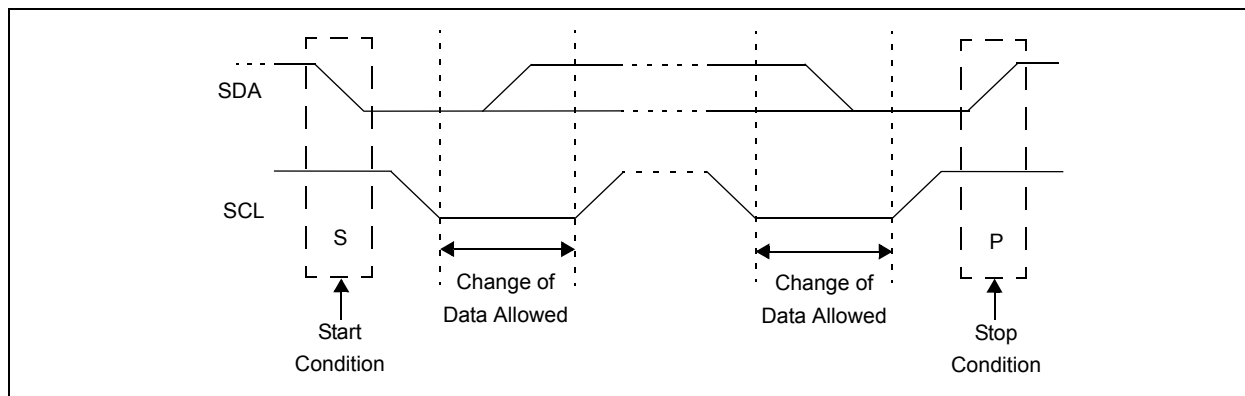 SDA
SCL
S
P
Change of
Data Allowed
Change of
Data Allowed
Start
Condition
Stop
Condition